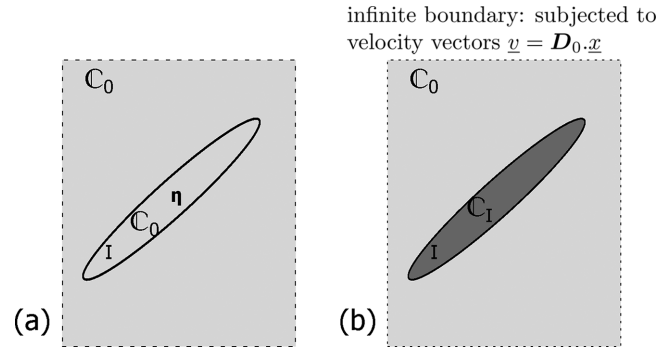 infinite boundary: subjected to
velocity vectors v = D₀.x
ℂ₀
ℂ₀
η
ℂ₀
I
ℂI
I
(a)
(b)